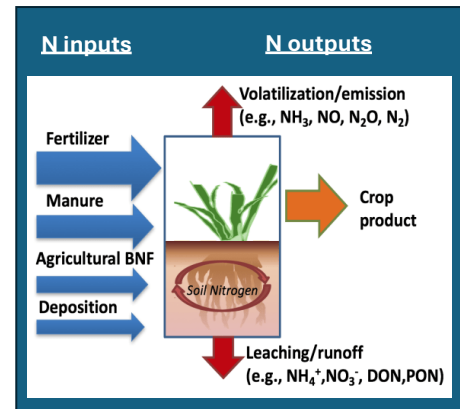 N inputs
N outputs
Volatilization/emission
(e.g., NH₃, NO, N₂O, N₂)
Fertilizer
Manure
Agricultural BNF
Deposition
Crop
product
Soil Nitrogen
Leaching/runoff
(e.g., NH₄⁺,NO₃⁻, DON,PON)